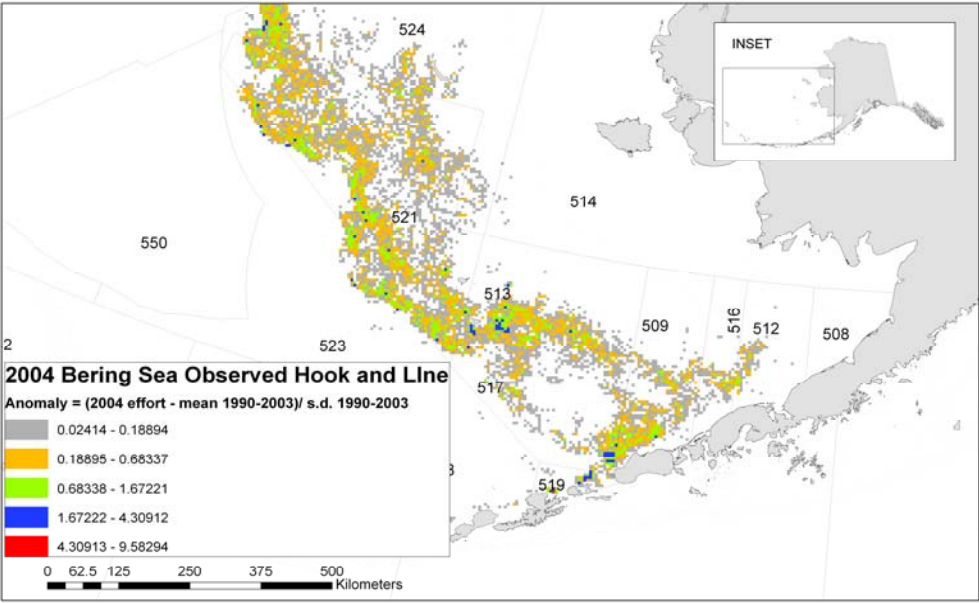 524
INSET
514
521
550
513
509
516
512
508
2
523
517
2004 Bering Sea Observed Hook and LIne
Anomaly = (2004 effort - mean 1990-2003)/ s.d. 1990-2003
0.02414 - 0.18894
0.18895 - 0.68337
0.68338 - 1.67221
1.67222 - 4.30912
4.30913 - 9.58294
519
0 62.5 125 250 375 500
Kilometers